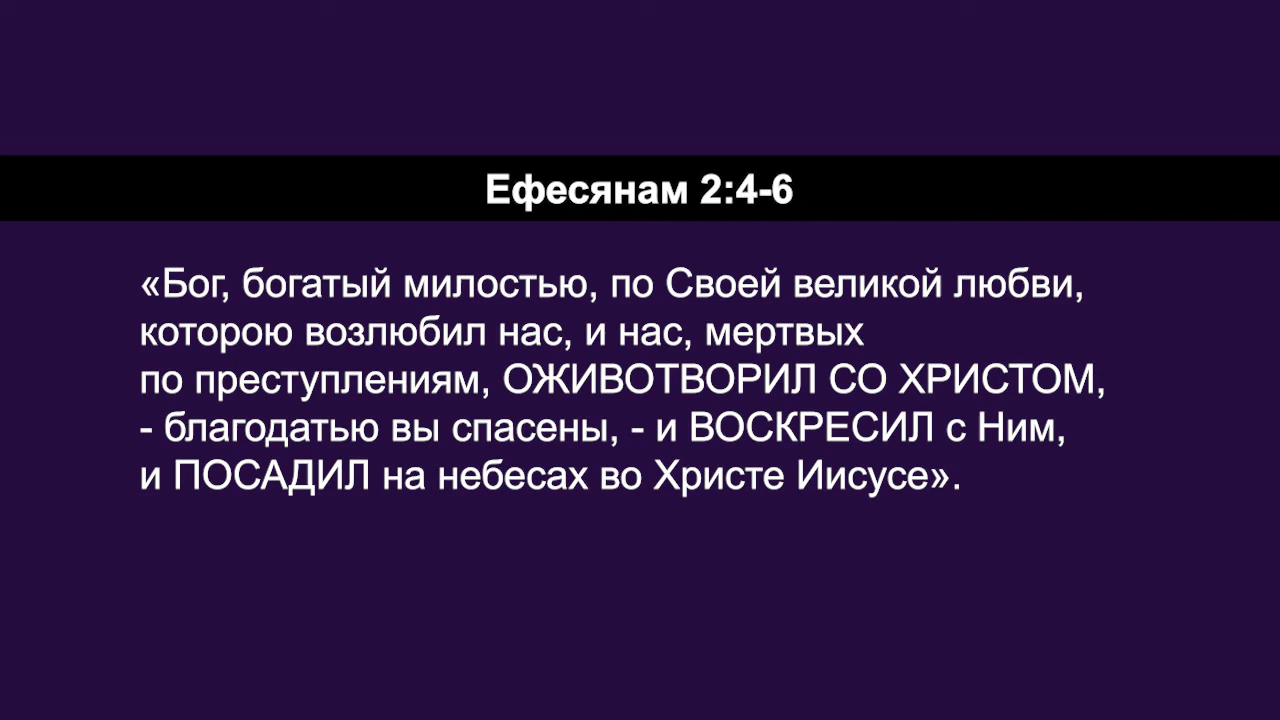 Ефесянам 2:4-6
«Бог, богатый милостью, по Своей великой любви,
которою возлюбил нас, и нас, мертвых
по преступлениям, ОЖИВОТВОРИЛ СО ХРИСТОМ,
- благодатью вы спасены, - и ВОСКРЕСИЛ с Ним,
и ПОСАДИЛ на небесах во Христе Иисусе».